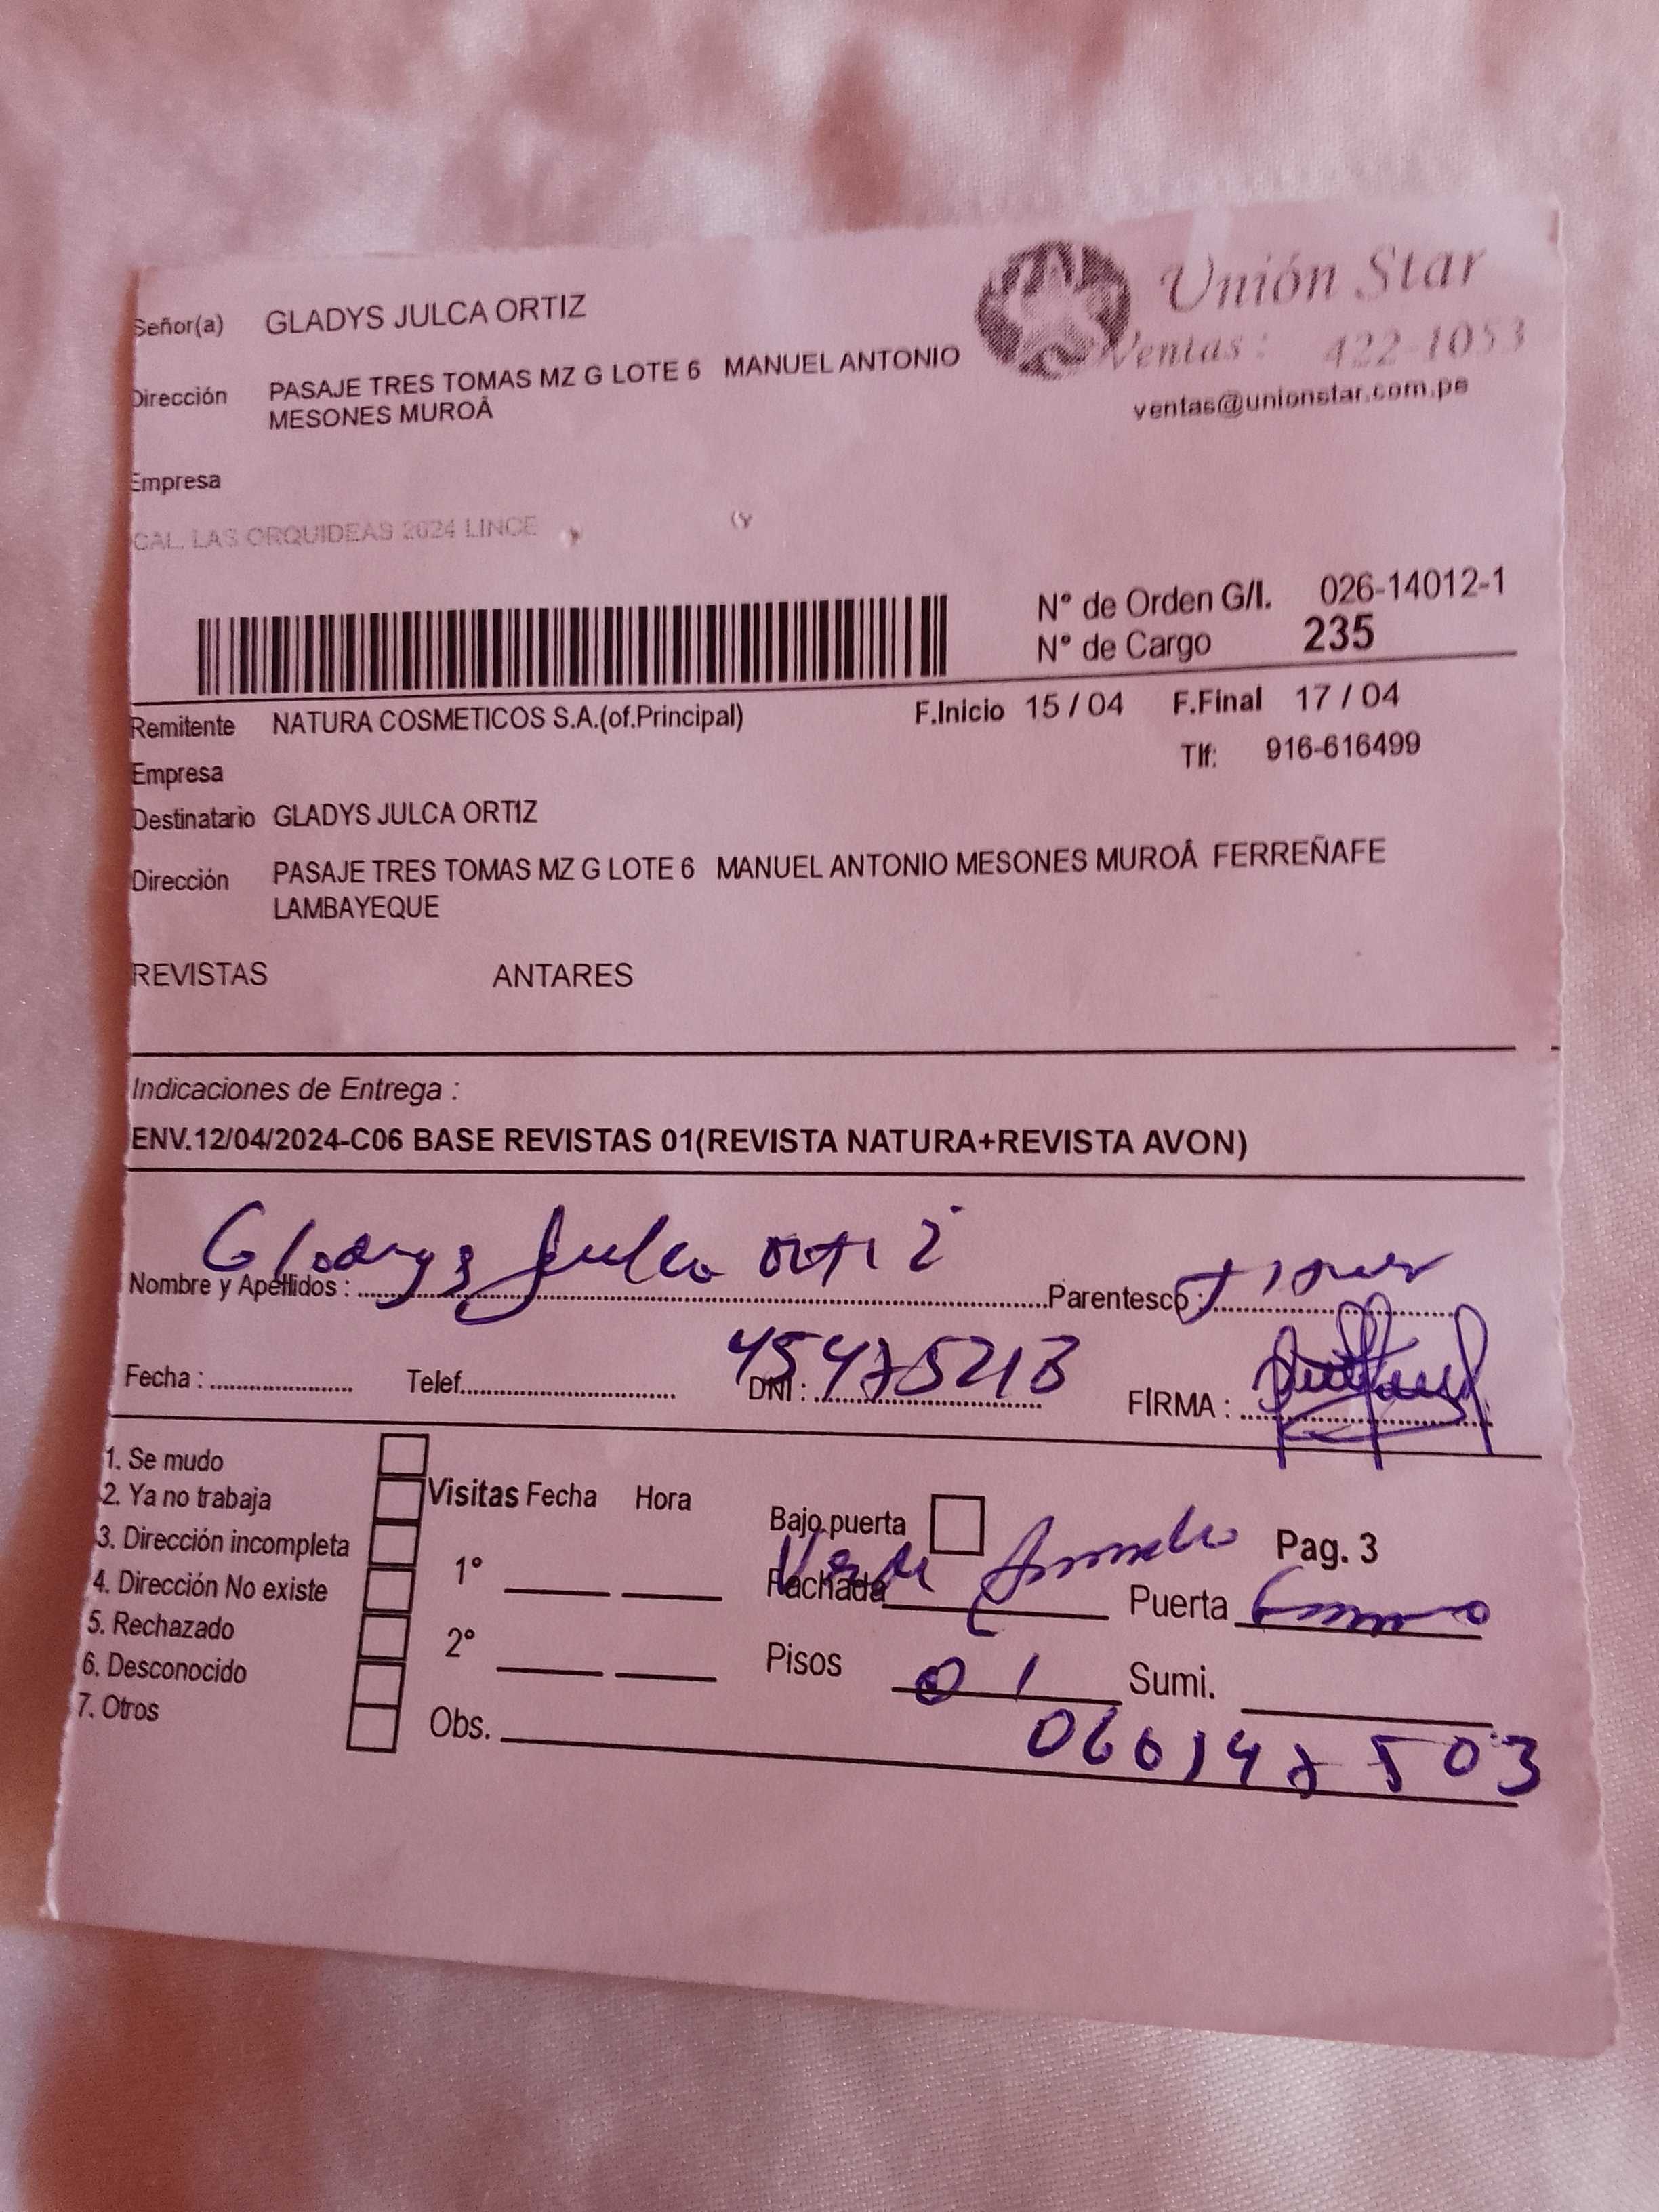 Señor(a) GLADYS JULCA ORTIZ
Unión Star
Ventas: 422-1053
ventas@unionstar.com.pe
Dirección PASAJE TRES TOMAS MZ G LOTE 6 MANUEL ANTONIO
MESONES MUROÂ
Empresa
CAL. LAS ORQUIDEAS 2624 LINCE
N° de Orden G/I. 026-14012-1
N° de Cargo 235
Remitente NATURA COSMETICOS S.A.(of.Principal) F.Inicio 15 / 04 F.Final 17 / 04
Empresa Tlf: 916-616499
Destinatario GLADYS JULCA ORTIZ
Dirección PASAJE TRES TOMAS MZ G LOTE 6 MANUEL ANTONIO MESONES MUROÂ FERREÑAFE
LAMBAYEQUE
REVISTAS ANTARES
Indicaciones de Entrega :
ENV.12/04/2024-C06 BASE REVISTAS 01(REVISTA NATURA+REVISTA AVON)
Nombre y Apellidos : Gladys Julca Ortiz Parentesco :
Fecha : Telef. DNI : 45475213 FIRMA :
1. Se mudo
2. Ya no trabaja
3. Dirección incompleta
4. Dirección No existe
5. Rechazado
6. Desconocido
7. Otros
Visitas Fecha Hora
1°
2°
Obs.
Bajo puerta Pag. 3
Fachada Verde Puerta
Pisos 01 Sumi.
060147503